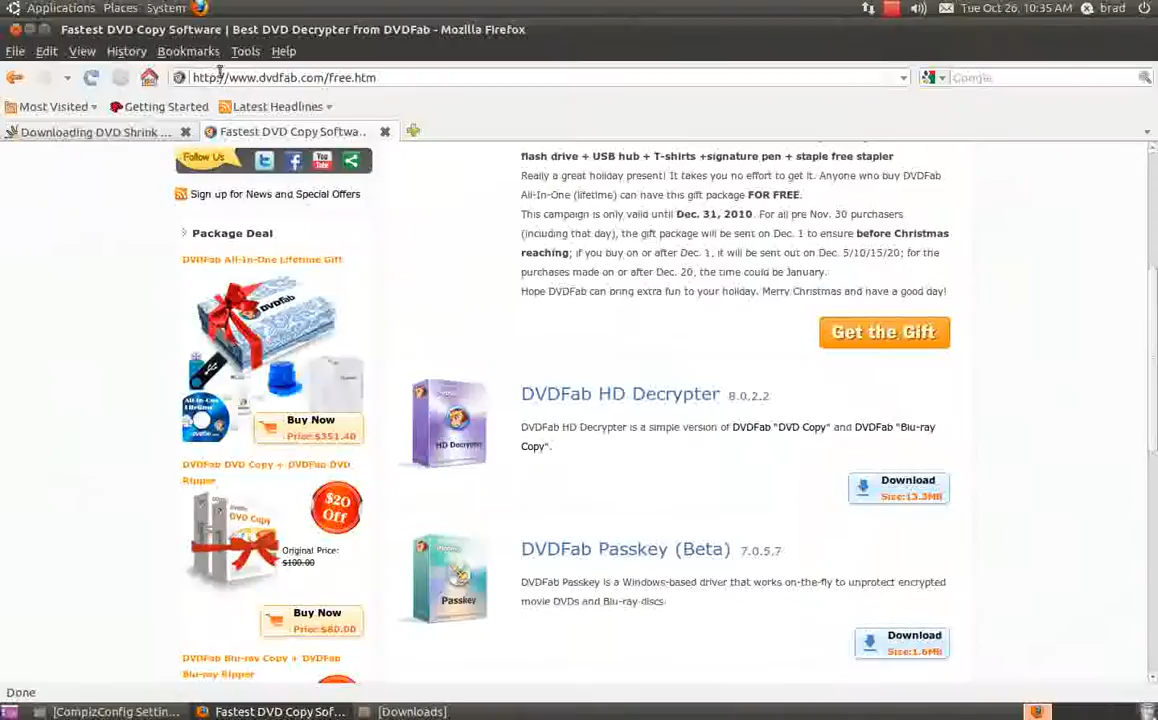 Applications Places System Tue Oct 26, 10:35 AM brad
Fastest DVD Copy Software | Best DVD Decrypter from DVDFab - Mozilla Firefox
File Edit View History Bookmarks Tools Help
http://www.dvdfab.com/free.htm Google
Most Visited Getting Started Latest Headlines
Downloading DVD Shrink ... Fastest DVD Copy Softwa...
Follow Us
Sign up for News and Special Offers
Package Deal
DVDFab All-In-One Lifetime Gift
DVDFab
Buy Now
Price:$351.40
DVDFab DVD Copy + DVDFab DVD
Ripper
$20
Off
DVD Copy
Original Price:
$100.00
Buy Now
Price:$80.00
DVDFab Blu-ray Copy + DVDFab
Blu-ray Ripper
flash drive + USB hub + T-shirts +signature pen + staple free stapler
Really a great holiday present! It takes you no effort to get it. Anyone who buy DVDFab
All-In-One (lifetime) can have this gift package FOR FREE.
This campaign is only valid until Dec. 31, 2010. For all pre Nov. 30 purchasers
(incuding that day), the gift package will be sent on Dec. 1 to ensure before Christmas
reaching; if you buy on or after Dec. 1, it will be sent out on Dec. 5/10/15/20; for the
purchases made on or after Dec. 20, the time could be January.
Hope DVDFab can bring extra fun to your holiday. Merry Christmas and have a good day!
Get the Gift
HD Decrypter
DVDFab HD Decrypter 8.0.2.2
DVDFab HD Decrypter is a simple version of DVDFab "DVD Copy" and DVDFab "Blu-ray
Copy".
Download
Size:13.3MB
Passkey
DVDFab Passkey (Beta) 7.0.5.7
DVDFab Passkey is a Windows-based driver that works on-the-fly to unprotect encrypted
movie DVDs and Blu-ray discs.
Download
Size:1.6MB
Done
[CompizConfig Settin... Fastest DVD Copy Sof... [Downloads]